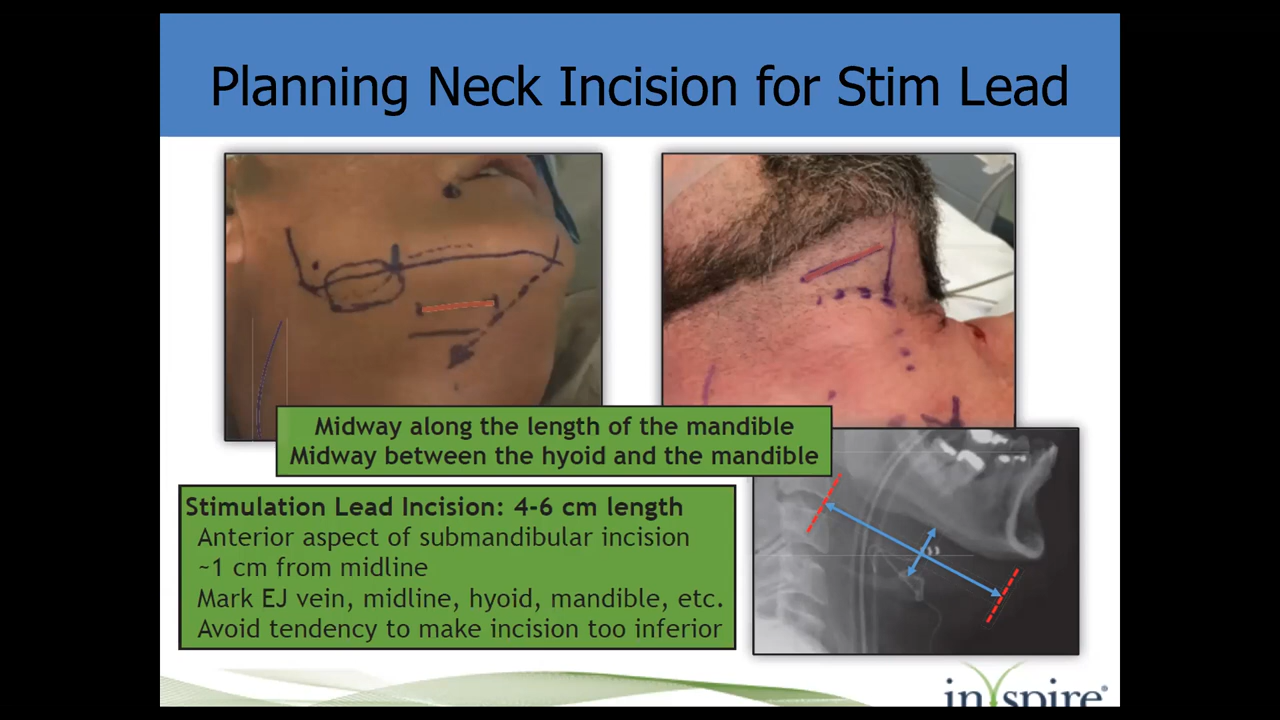 Planning Neck Incision for Stim Lead
Midway along the length of the mandible
Midway between the hyoid and the mandible
Stimulation Lead Incision: 4-6 cm length
Anterior aspect of submandibular incision
~1 cm from midline
Mark EJ vein, midline, hyoid, mandible, etc.
Avoid tendency to make incision too inferior
inspire®